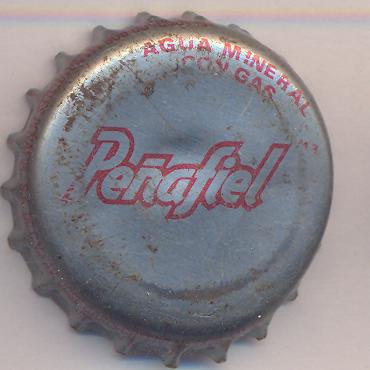 AGUA MINERAL
CON GAS
Peñafiel